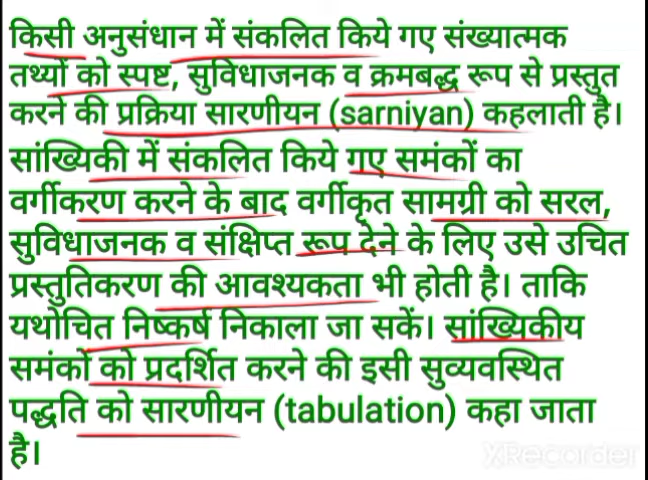 किसी अनुसंधान में संकलित किये गए संख्यात्मक
तथ्यों को स्पष्ट, सुविधाजनक व क्रमबद्ध रूप से प्रस्तुत
करने की प्रक्रिया सारणीयन (sarniyan) कहलाती है।
सांख्यिकी में संकलित किये गए समंकों का
वर्गीकरण करने के बाद वर्गीकृत सामग्री को सरल,
सुविधाजनक व संक्षिप्त रूप देने के लिए उसे उचित
प्रस्तुतिकरण की आवश्यकता भी होती है। ताकि
यथोचित निष्कर्ष निकाला जा सकें। सांख्यिकीय
समंकों को प्रदर्शित करने की इसी सुव्यवस्थित
पद्धति को सारणीयन (tabulation) कहा जाता
है।
XRecorder